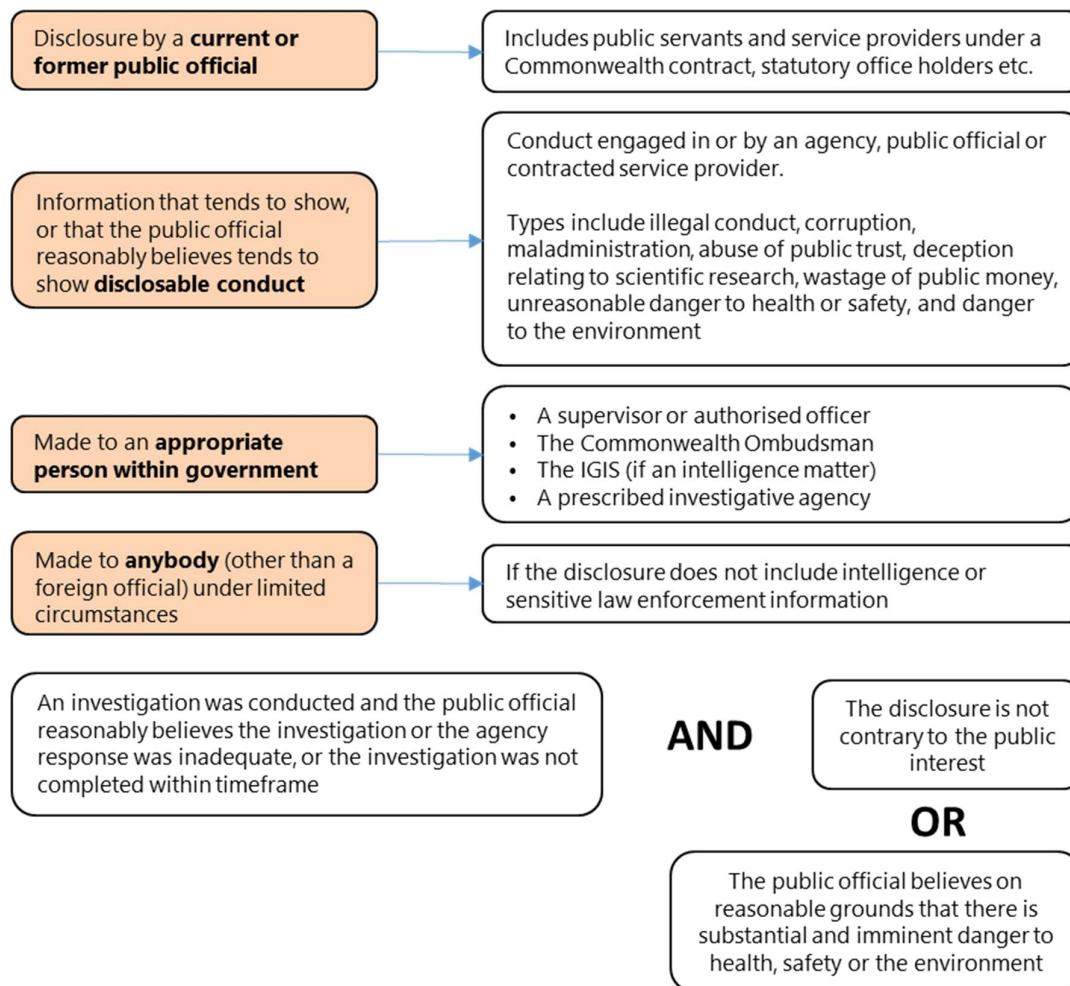 Disclosure by a current or
former public official
Includes public servants and service providers under a
Commonwealth contract, statutory office holders etc.
Information that tends to show,
or that the public official
reasonably believes tends to
show disclosable conduct
Conduct engaged in or by an agency, public official or
contracted service provider.
Types include illegal conduct, corruption,
maladministration, abuse of public trust, deception
relating to scientific research, wastage of public money,
unreasonable danger to health or safety, and danger
to the environment
Made to an appropriate
person within government
• A supervisor or authorised officer
• The Commonwealth Ombudsman
• The IGIS (if an intelligence matter)
• A prescribed investigative agency
Made to anybody (other than a
foreign official) under limited
circumstances
If the disclosure does not include intelligence or
sensitive law enforcement information
An investigation was conducted and the public official
reasonably believes the investigation or the agency
response was inadequate, or the investigation was not
completed within timeframe
AND
The disclosure is not
contrary to the public
interest
OR
The public official believes on
reasonable grounds that there is
substantial and imminent danger to
health, safety or the environment